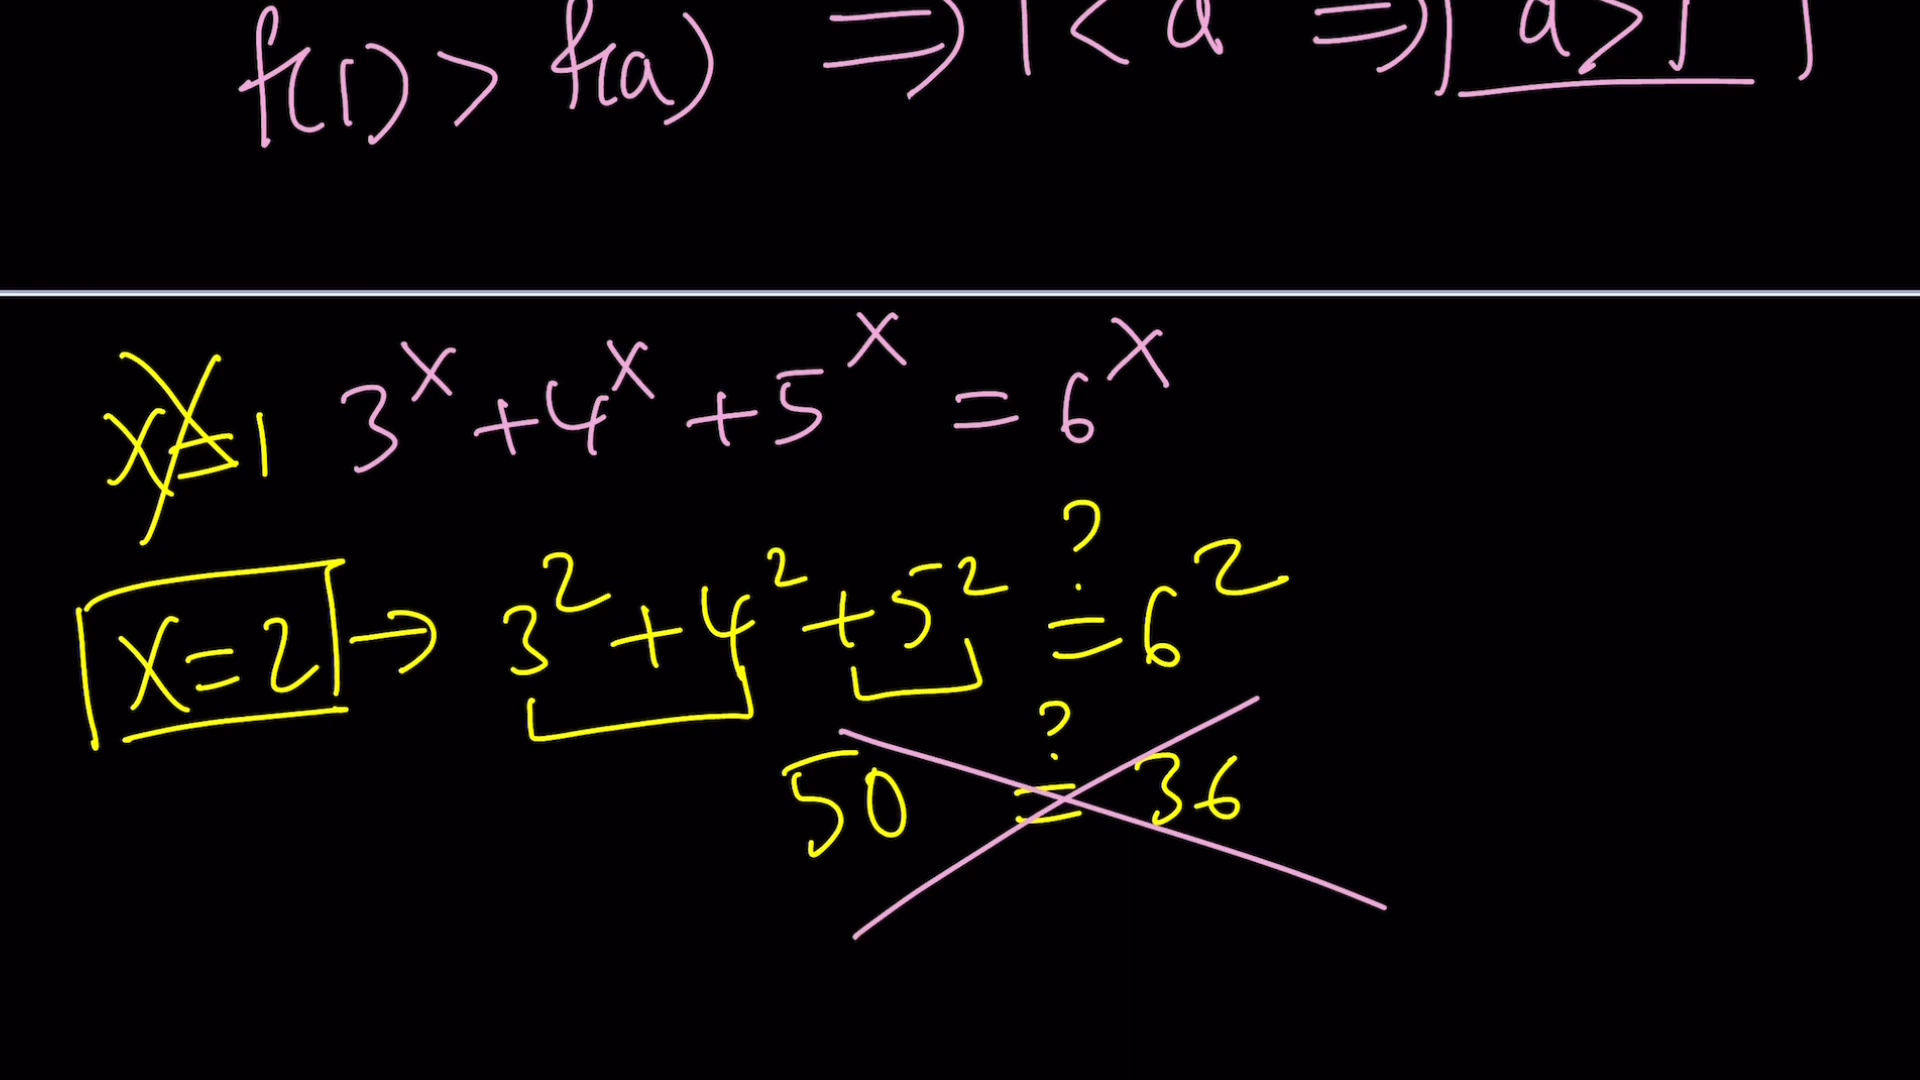 f(1) > f(a) ⇒ 1 < a ⇒ a > 1
x=1 3^x + 4^x + 5^x = 6^x
x=2 → 3^2 + 4^2 + 5^2 ?= 6^2
50 ?= 36